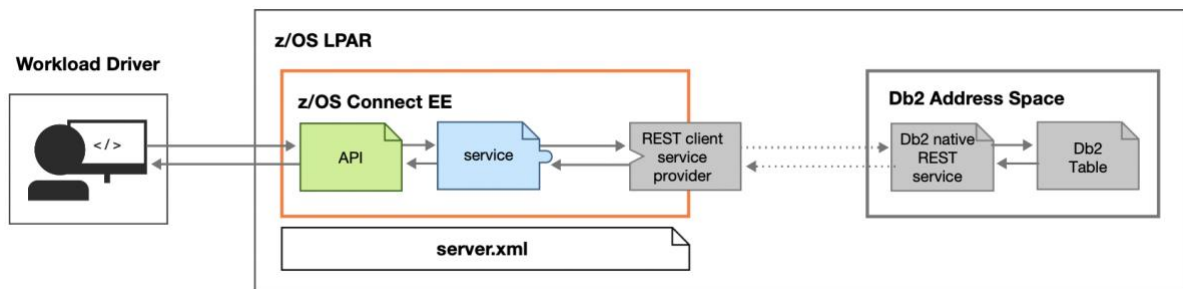 z/OS LPAR
Workload Driver
z/OS Connect EE
Db2 Address Space
</>
API
service
REST client
service
provider
Db2 native
REST
service
Db2
Table
server.xml